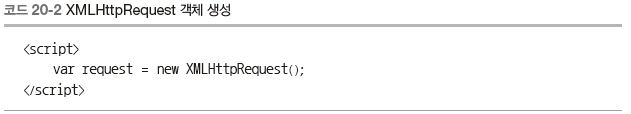 코드 20-2 XMLHttpRequest 객체 생성
<script>
var request = new XMLHttpRequest();
</script>